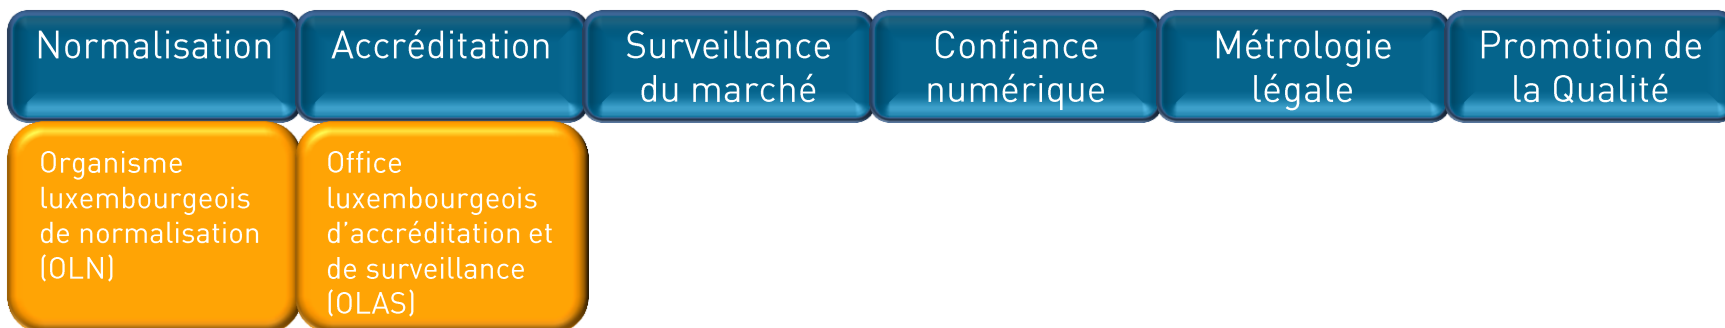 Normalisation
Accréditation
Surveillance
du marché
Confiance
numérique
Métrologie
légale
Promotion de
la Qualité
Organisme
luxembourgeois
de normalisation
(OLN)
Office
luxembourgeois
d’accréditation et
de surveillance
(OLAS)